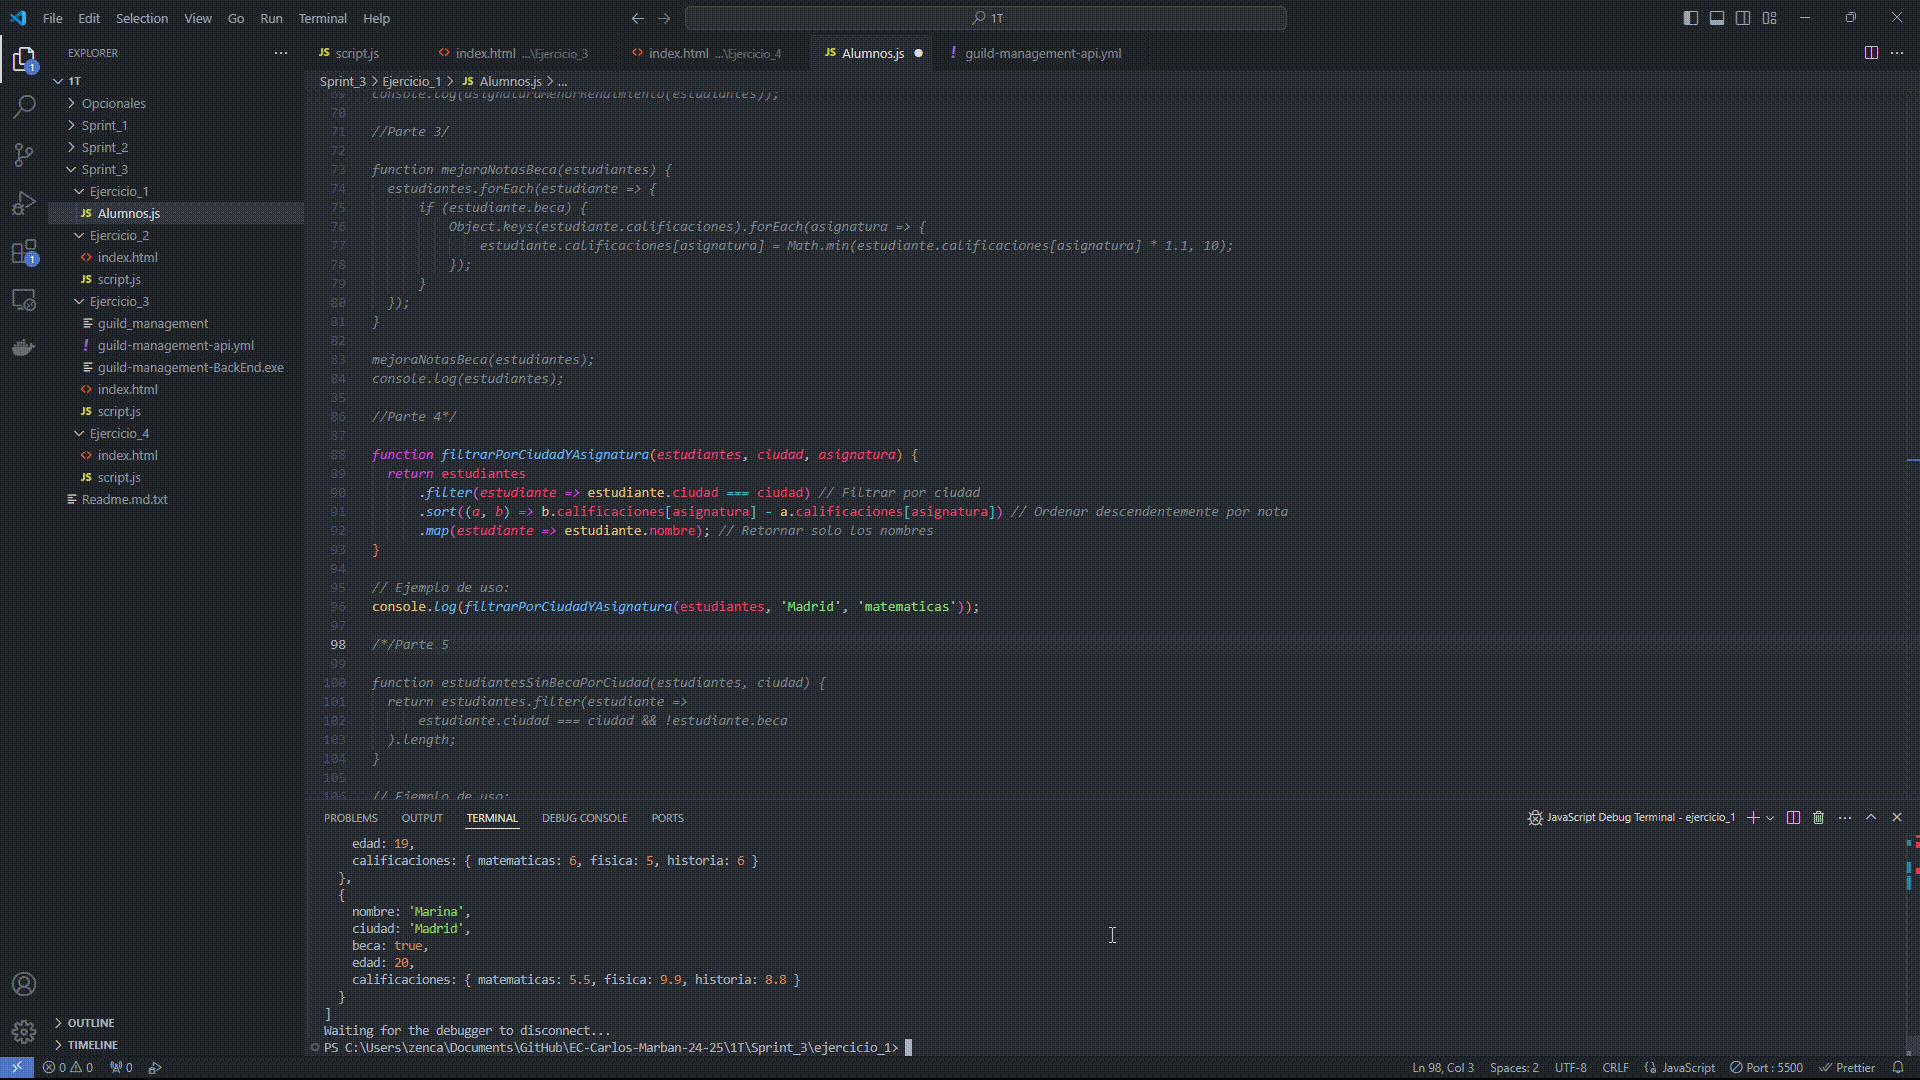 File Edit Selection View Go Run Terminal Help
1T
EXPLORER
1T
Opcionales
Sprint_1
Sprint_2
Sprint_3
Ejercicio_1
JS Alumnos.js
Ejercicio_2
<> index.html
JS script.js
Ejercicio_3
guild_management
! guild-management-api.yml
guild-management-BackEnd.exe
<> index.html
JS script.js
Ejercicio_4
<> index.html
JS script.js
Readme.md.txt
OUTLINE
TIMELINE
JS script.js <> index.html ...\Ejercicio_3 <> index.html ...\Ejercicio_4 JS Alumnos.js ! guild-management-api.yml
Sprint_3 > Ejercicio_1 > JS Alumnos.js > ...
69 console.log(asignaturaMenorRendimiento(estudiantes));
70
71 //Parte 3/
72
73 function mejoraNotasBeca(estudiantes) {
74 estudiantes.forEach(estudiante => {
75 if (estudiante.beca) {
76 Object.keys(estudiante.calificaciones).forEach(asignatura => {
77 estudiante.calificaciones[asignatura] = Math.min(estudiante.calificaciones[asignatura] * 1.1, 10);
78 });
79 }
80 });
81 }
82
83 mejoraNotasBeca(estudiantes);
84 console.log(estudiantes);
85
86 //Parte 4*/
87
88 function filtrarPorCiudadYAsignatura(estudiantes, ciudad, asignatura) {
89 return estudiantes
90 .filter(estudiante => estudiante.ciudad === ciudad) // Filtrar por ciudad
91 .sort((a, b) => b.calificaciones[asignatura] - a.calificaciones[asignatura]) // Ordenar descendentemente por nota
92 .map(estudiante => estudiante.nombre); // Retornar solo los nombres
93 }
94
95 // Ejemplo de uso:
96 console.log(filtrarPorCiudadYAsignatura(estudiantes, 'Madrid', 'matematicas'));
97
98 /*/Parte 5
99
100 function estudiantesSinBecaPorCiudad(estudiantes, ciudad) {
101 return estudiantes.filter(estudiante =>
102 estudiante.ciudad === ciudad && !estudiante.beca
103 ).length;
104 }
105
106 // Ejemplo de uso:
PROBLEMS OUTPUT TERMINAL DEBUG CONSOLE PORTS JavaScript Debug Terminal - ejercicio_1
edad: 19,
calificaciones: { matematicas: 6, fisica: 5, historia: 6 }
},
{
nombre: 'Marina',
ciudad: 'Madrid',
beca: true,
edad: 20,
calificaciones: { matematicas: 5.5, fisica: 9.9, historia: 8.8 }
}
]
Waiting for the debugger to disconnect...
PS C:\Users\zenca\Documents\GitHub\EC-Carlos-Marban-24-25\1T\Sprint_3\ejercicio_1>
0 0 0 Ln 98, Col 3 Spaces: 2 UTF-8 CRLF {} JavaScript Port : 5500 Prettier